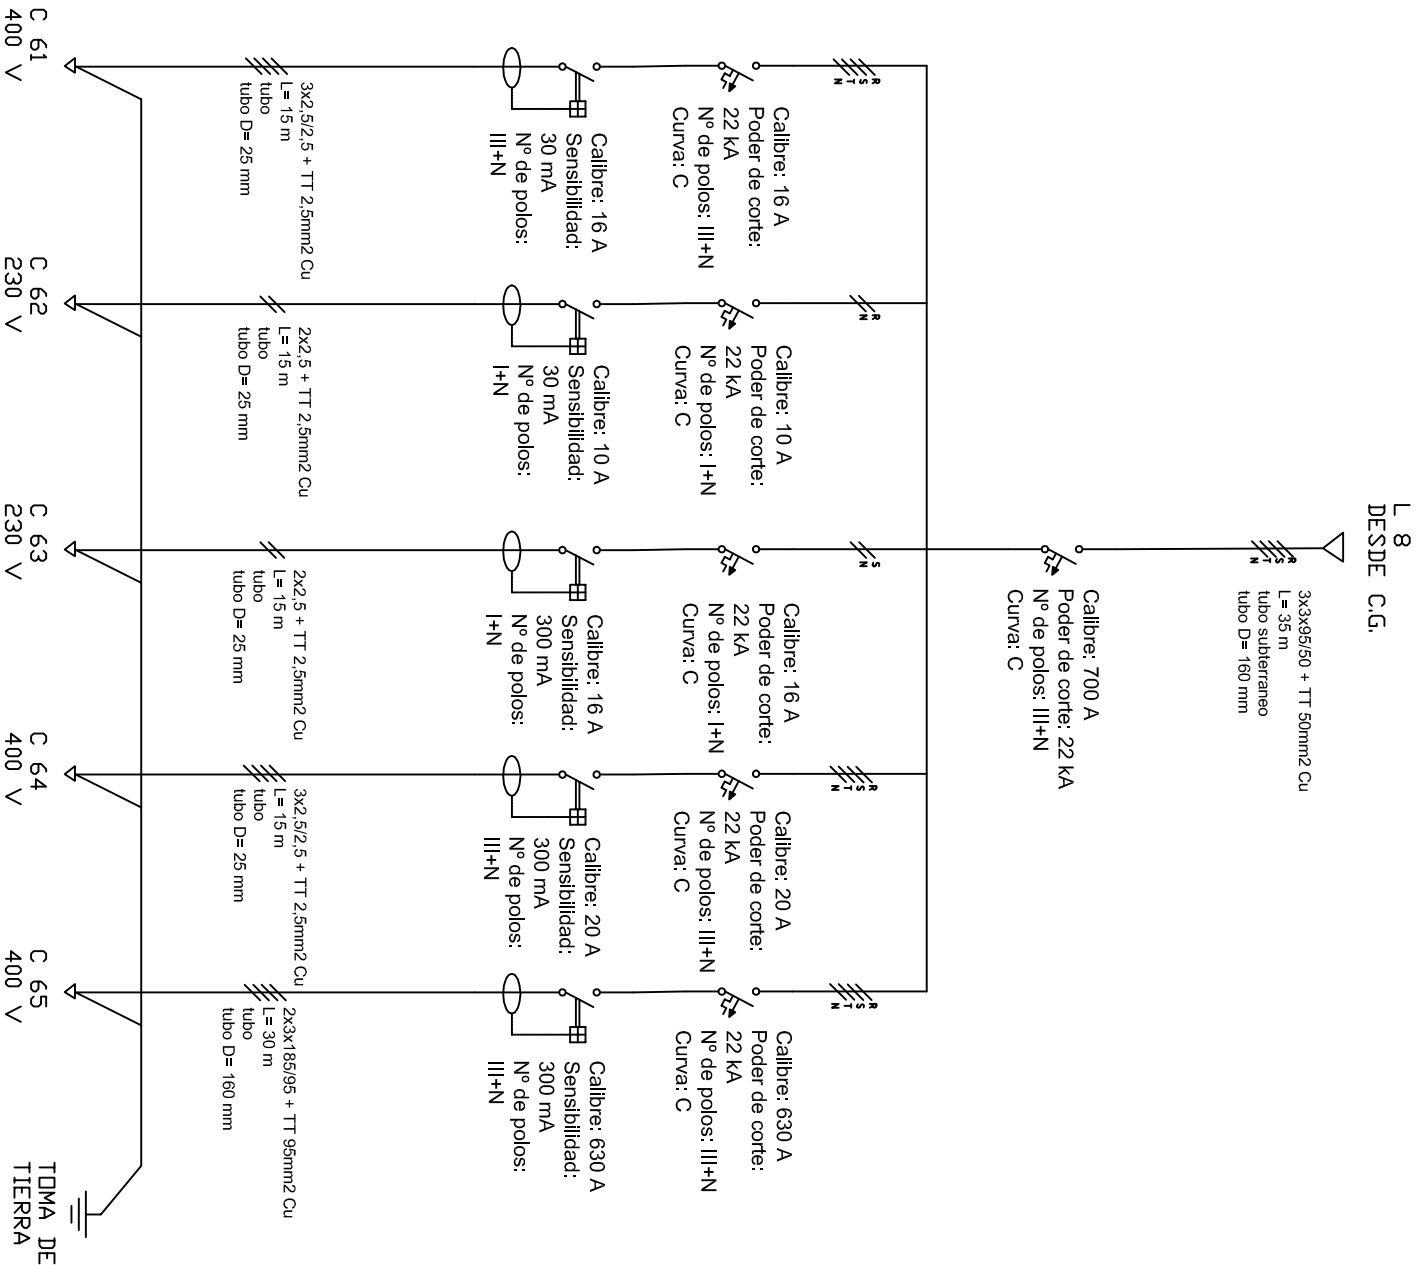 L 8
DESDE C.G.
3x3x95/50 + TT 50mm2 Cu
L= 35 m
tubo subterraneo
tubo D= 160 mm
R
S
T
N
Calibre: 700 A
Poder de corte: 22 kA
Nº de polos: III+N
Curva: C
R
S
T
N
Calibre: 16 A
Poder de corte:
22 kA
Nº de polos: III+N
Curva: C
Calibre: 16 A
Sensibilidad:
30 mA
Nº de polos:
III+N
3x2,5/2,5 + TT 2,5mm2 Cu
L= 15 m
tubo
tubo D= 25 mm
C 61
400 V
R
N
Calibre: 10 A
Poder de corte:
22 kA
Nº de polos: I+N
Curva: C
Calibre: 10 A
Sensibilidad:
30 mA
Nº de polos:
I+N
2x2,5 + TT 2,5mm2 Cu
L= 15 m
tubo
tubo D= 25 mm
C 62
230 V
S
N
Calibre: 16 A
Poder de corte:
22 kA
Nº de polos: I+N
Curva: C
Calibre: 16 A
Sensibilidad:
300 mA
Nº de polos:
I+N
2x2,5 + TT 2,5mm2 Cu
L= 15 m
tubo
tubo D= 25 mm
C 63
230 V
R
S
T
N
Calibre: 20 A
Poder de corte:
22 kA
Nº de polos: III+N
Curva: C
Calibre: 20 A
Sensibilidad:
300 mA
Nº de polos:
III+N
3x2,5/2,5 + TT 2,5mm2 Cu
L= 15 m
tubo
tubo D= 25 mm
C 64
400 V
R
S
T
N
Calibre: 630 A
Poder de corte:
22 kA
Nº de polos: III+N
Curva: C
Calibre: 630 A
Sensibilidad:
300 mA
Nº de polos:
III+N
2x3x185/95 + TT 95mm2 Cu
L= 30 m
tubo
tubo D= 160 mm
C 65
400 V
TOMA DE
TIERRA